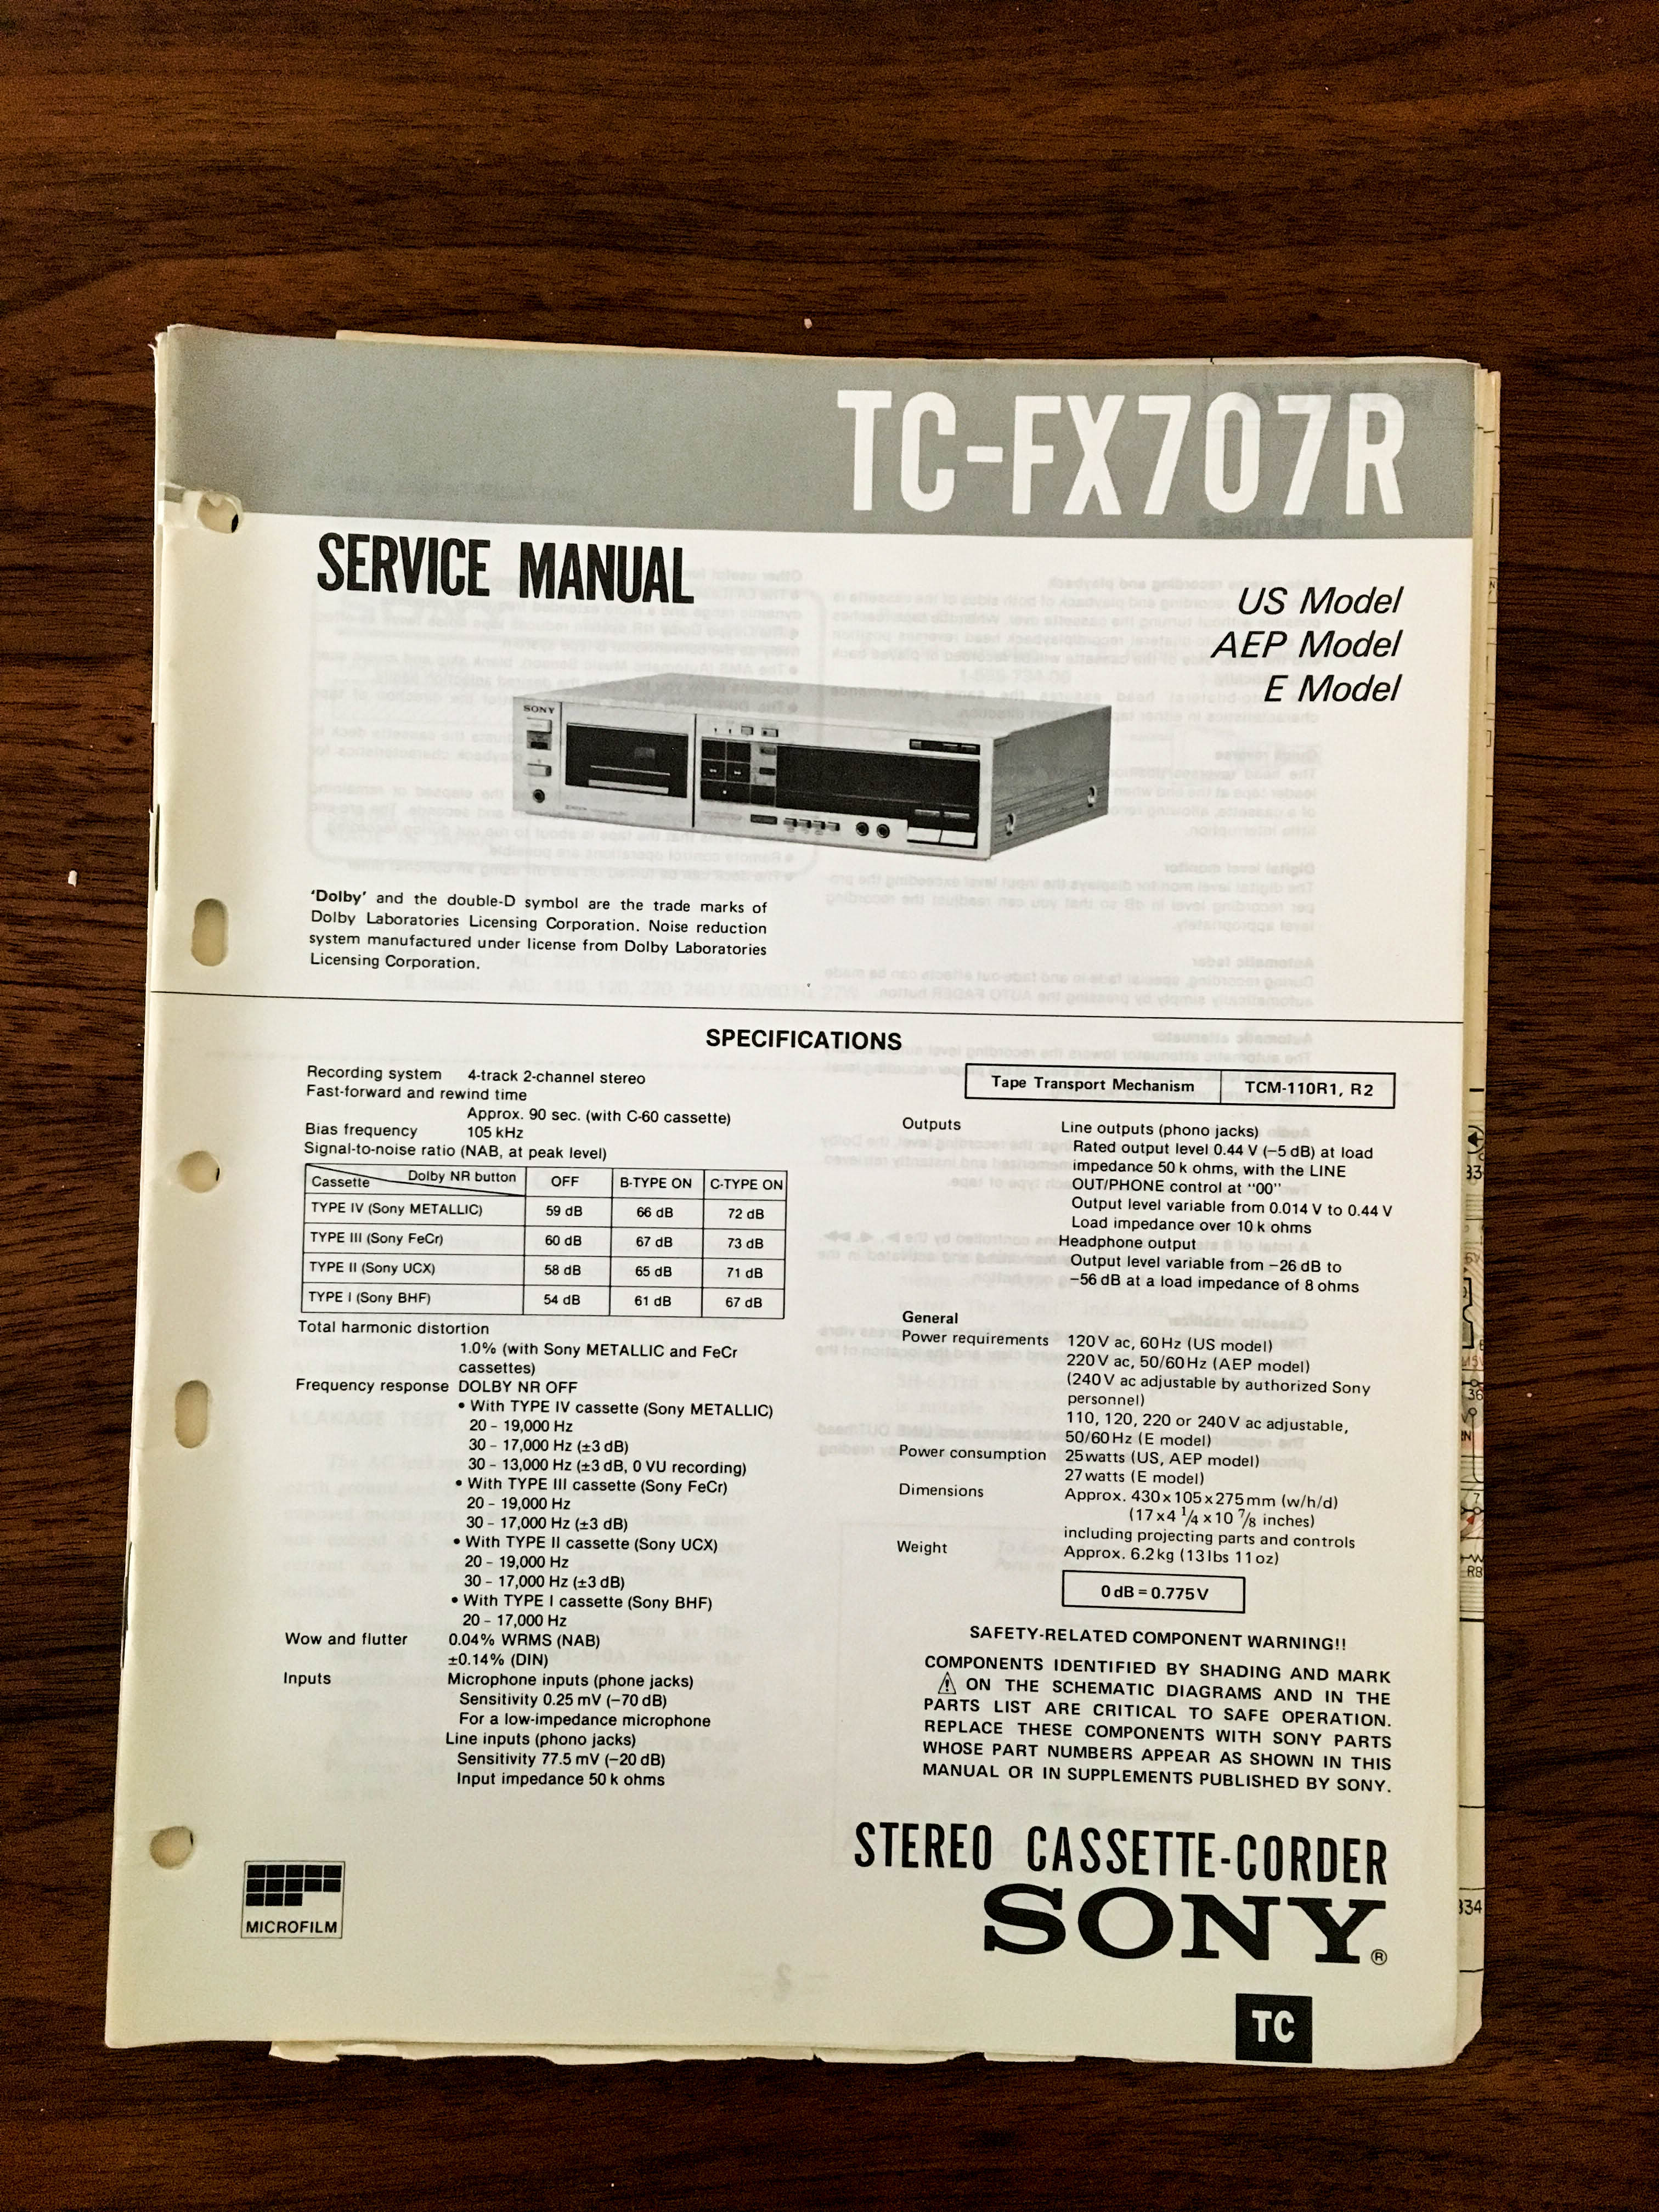 TC-FX707R
SERVICE MANUAL
US Model
AEP Model
E Model
SONY
'Dolby' and the double-D symbol are the trade marks of
Dolby Laboratories Licensing Corporation. Noise reduction
system manufactured under license from Dolby Laboratories
Licensing Corporation.
SPECIFICATIONS
Recording system 4-track 2-channel stereo
Fast-forward and rewind time
Approx. 90 sec. (with C-60 cassette)
Bias frequency 105 kHz
Signal-to-noise ratio (NAB, at peak level)
Cassette Dolby NR button OFF B-TYPE ON C-TYPE ON
TYPE IV (Sony METALLIC) 59 dB 66 dB 72 dB
TYPE III (Sony FeCr) 60 dB 67 dB 73 dB
TYPE II (Sony UCX) 58 dB 65 dB 71 dB
TYPE I (Sony BHF) 54 dB 61 dB 67 dB
Total harmonic distortion
1.0% (with Sony METALLIC and FeCr
cassettes)
Frequency response DOLBY NR OFF
• With TYPE IV cassette (Sony METALLIC)
20 – 19,000 Hz
30 – 17,000 Hz (±3 dB)
30 – 13,000 Hz (±3 dB, 0 VU recording)
• With TYPE III cassette (Sony FeCr)
20 – 19,000 Hz
30 – 17,000 Hz (±3 dB)
• With TYPE II cassette (Sony UCX)
20 – 19,000 Hz
30 – 17,000 Hz (±3 dB)
• With TYPE I cassette (Sony BHF)
20 – 17,000 Hz
Wow and flutter 0.04% WRMS (NAB)
±0.14% (DIN)
Inputs Microphone inputs (phone jacks)
Sensitivity 0.25 mV (−70 dB)
For a low-impedance microphone
Line inputs (phono jacks)
Sensitivity 77.5 mV (−20 dB)
Input impedance 50 k ohms
Tape Transport Mechanism TCM-110R1, R2
Outputs Line outputs (phono jacks)
Rated output level 0.44 V (−5 dB) at load
impedance 50 k ohms, with the LINE
OUT/PHONE control at "00"
Output level variable from 0.014 V to 0.44 V
Load impedance over 10 k ohms
Headphone output
Output level variable from −26 dB to
−56 dB at a load impedance of 8 ohms
General
Power requirements 120 V ac, 60 Hz (US model)
220 V ac, 50/60 Hz (AEP model)
(240 V ac adjustable by authorized Sony
personnel)
110, 120, 220 or 240 V ac adjustable,
50/60 Hz (E model)
Power consumption 25 watts (US, AEP model)
27 watts (E model)
Dimensions Approx. 430 x 105 x 275 mm (w/h/d)
(17 x 4 1/4 x 10 7/8 inches)
including projecting parts and controls
Weight Approx. 6.2 kg (13 lbs 11 oz)
0 dB = 0.775 V
SAFETY-RELATED COMPONENT WARNING!!
COMPONENTS IDENTIFIED BY SHADING AND MARK
⚠ ON THE SCHEMATIC DIAGRAMS AND IN THE
PARTS LIST ARE CRITICAL TO SAFE OPERATION.
REPLACE THESE COMPONENTS WITH SONY PARTS
WHOSE PART NUMBERS APPEAR AS SHOWN IN THIS
MANUAL OR IN SUPPLEMENTS PUBLISHED BY SONY.
STEREO CASSETTE-CORDER
SONY®
MICROFILM
TC